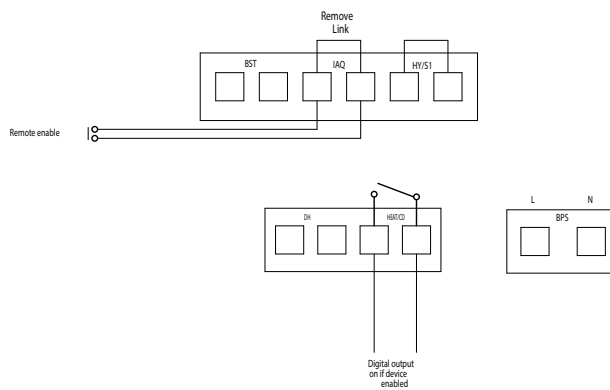 Remove
Link
BST
IAQ
HY/S1
Remote enable
DH
HEAT/CD
L
N
BPS
Digital output
on if device
enabled